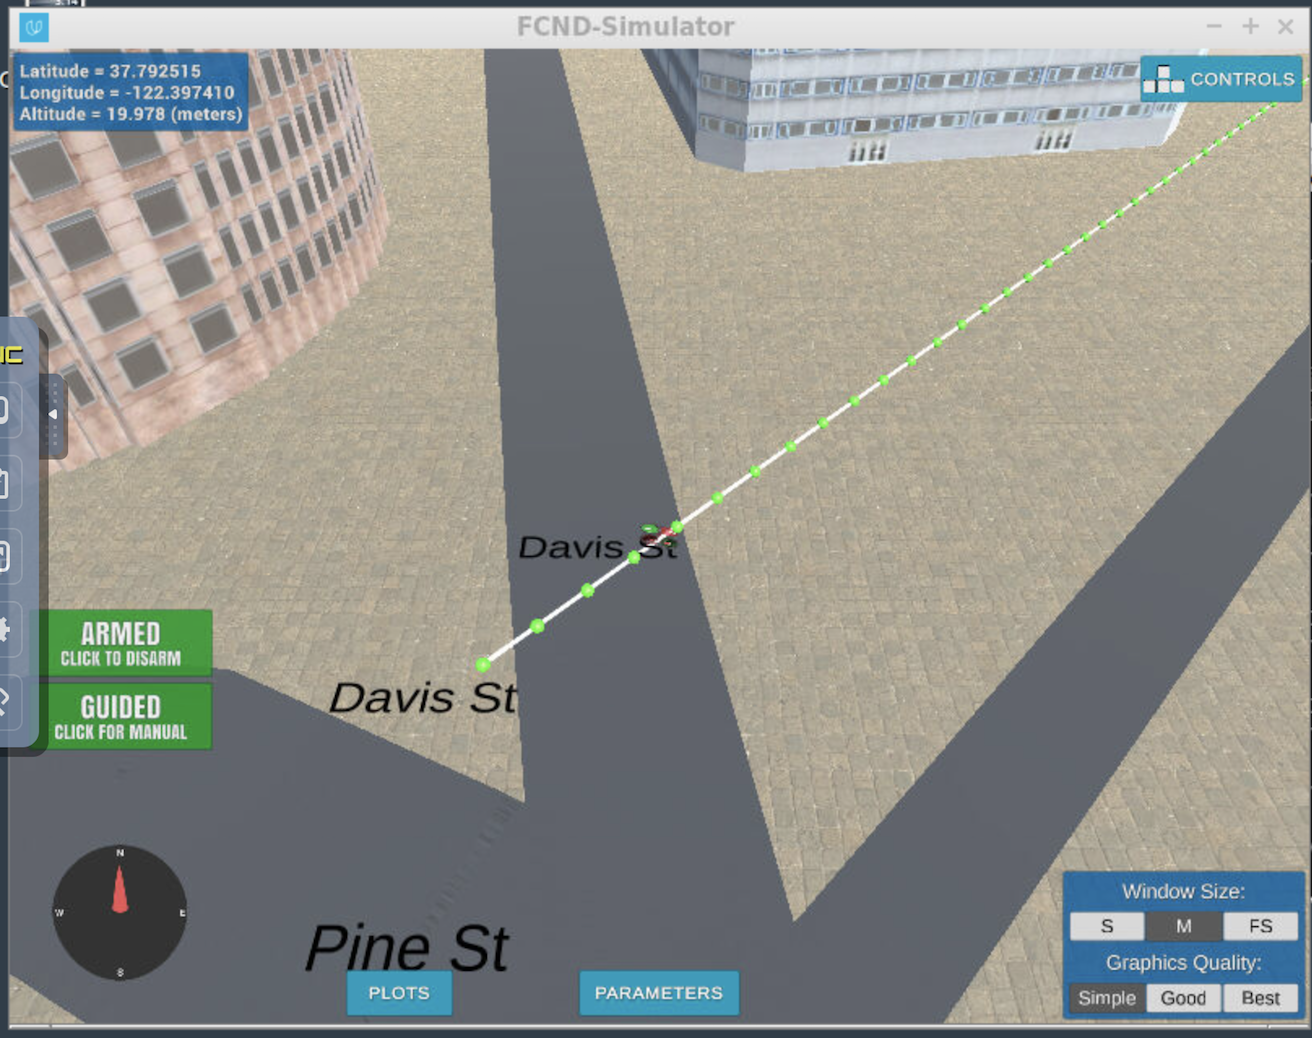 FCND-Simulator
Latitude = 37.792515
Longitude = -122.397410
Altitude = 19.978 (meters)
CONTROLS
Davis St
Davis St
ARMED
CLICK TO DISARM
GUIDED
CLICK FOR MANUAL
N
W
E
S
Pine St
PLOTS
PARAMETERS
Window Size:
S M FS
Graphics Quality:
Simple Good Best